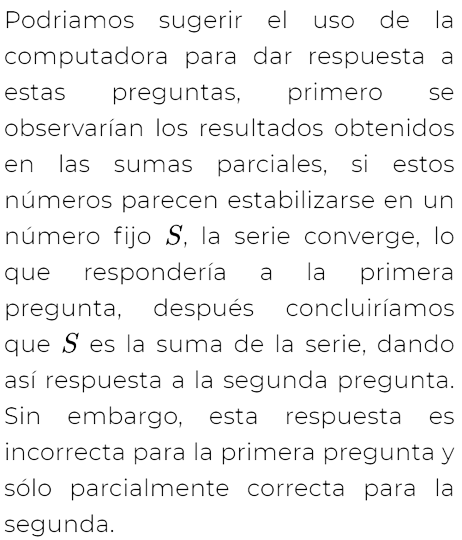 Podriamos sugerir el uso de la
computadora para dar respuesta a
estas preguntas, primero se
observarían los resultados obtenidos
en las sumas parciales, si estos
números parecen estabilizarse en un
número fijo S, la serie converge, lo
que respondería a la primera
pregunta, después concluiríamos
que S es la suma de la serie, dando
así respuesta a la segunda pregunta.
Sin embargo, esta respuesta es
incorrecta para la primera pregunta y
sólo parcialmente correcta para la
segunda.